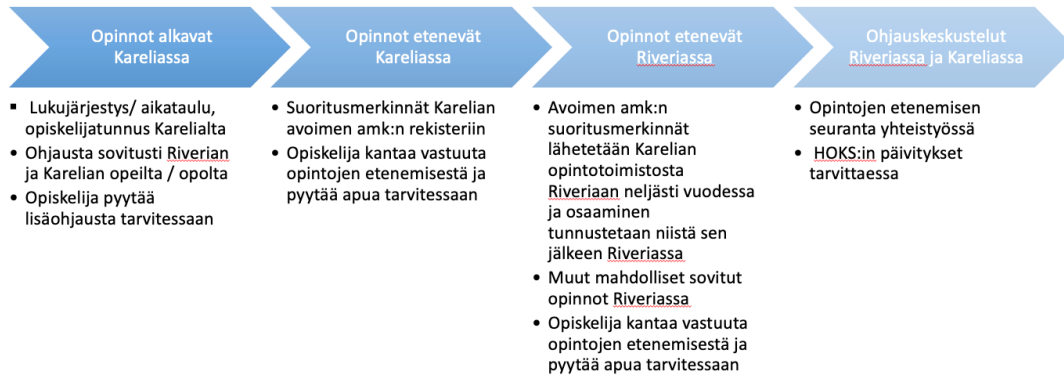 Opinnot alkavat
Kareliassa
▪ Lukujärjestys/ aikataulu,
opiskelijatunnus Karelialta
• Ohjausta sovitusti Riverian
ja Karelian opeilta / opolta
• Opiskelija pyytää
lisäohjausta tarvitessaan
Opinnot etenevät
Kareliassa
• Suoritusmerkinnät Karelian
avoimen amk:n rekisteriin
• Opiskelija kantaa vastuuta
opintojen etenemisestä ja
pyytää apua tarvitessaan
Opinnot etenevät
Riveriassa
• Avoimen amk:n
suoritusmerkinnät
lähetetään Karelian
opintotoimistosta
Riveriaan neljästi vuodessa
ja osaaminen
tunnustetaan niistä sen
jälkeen Riveriassa
• Muut mahdolliset sovitut
opinnot Riveriassa
• Opiskelija kantaa vastuuta
opintojen etenemisestä ja
pyytää apua tarvitessaan
Ohjauskeskustelut
Riveriassa ja Kareliassa
• Opintojen etenemisen
seuranta yhteistyössä
• HOKS:in päivitykset
tarvittaessa